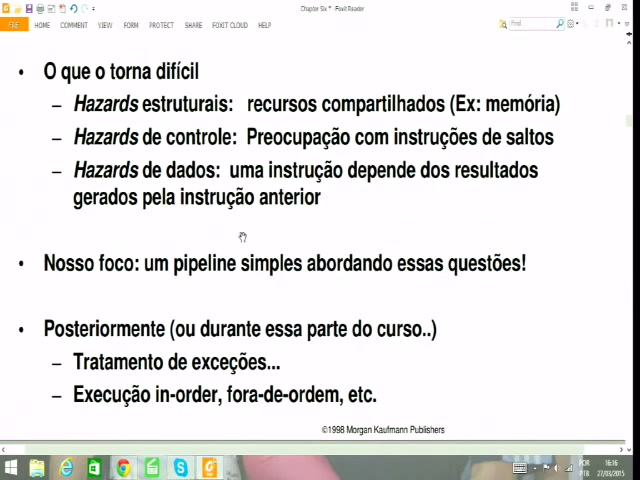 Chapter Six * - Foxit Reader
FILE HOME COMMENT VIEW FORM PROTECT SHARE FOXIT CLOUD HELP
Find
• O que o torna difícil
– Hazards estruturais: recursos compartilhados (Ex: memória)
– Hazards de controle: Preocupação com instruções de saltos
– Hazards de dados: uma instrução depende dos resultados
gerados pela instrução anterior
• Nosso foco: um pipeline simples abordando essas questões!
• Posteriormente (ou durante essa parte do curso..)
– Tratamento de exceções...
– Execução in-order, fora-de-ordem, etc.
©1998 Morgan Kaufmann Publishers
POR 16:16
PTB 27/03/2015